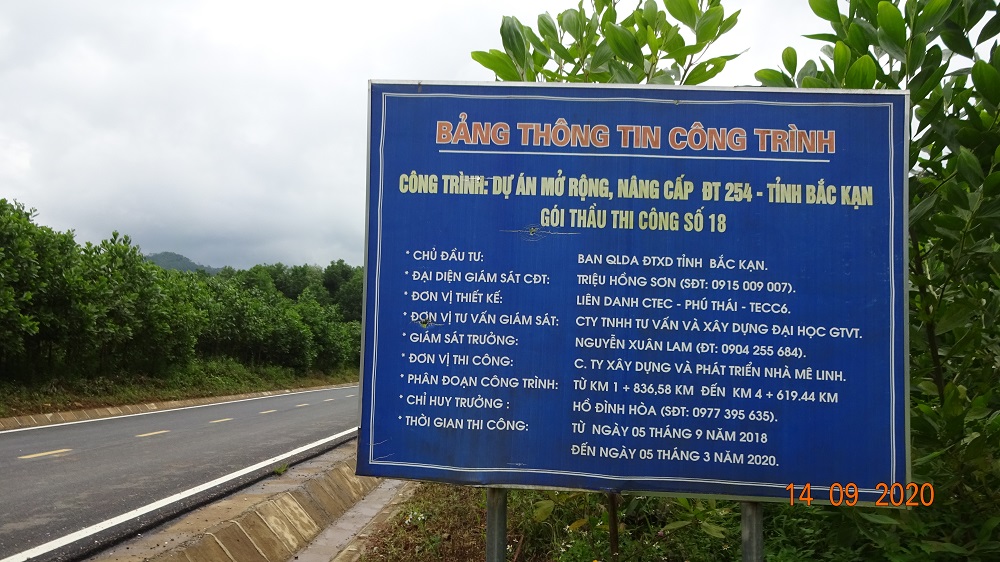 BẢNG THÔNG TIN CÔNG TRÌNH
CÔNG TRÌNH: DỰ ÁN MỞ RỘNG, NÂNG CẤP ĐT 254 - TỈNH BẮC KẠN
GÓI THẦU THI CÔNG SỐ 18
* CHỦ ĐẦU TƯ: BAN QLDA ĐTXD TỈNH BẮC KẠN.
* ĐẠI DIỆN GIÁM SÁT CĐT: TRIỆU HỒNG SƠN (SĐT: 0915 009 007).
* ĐƠN VỊ THIẾT KẾ: LIÊN DANH CTEC - PHÚ THÁI - TECC6.
* ĐƠN VỊ TƯ VẤN GIÁM SÁT: CTY TNHH TƯ VẤN VÀ XÂY DỰNG ĐẠI HỌC GTVT.
* GIÁM SÁT TRƯỞNG: NGUYỄN XUÂN LAM (ĐT: 0904 255 684).
* ĐƠN VỊ THI CÔNG: C. TY XÂY DỰNG VÀ PHÁT TRIỂN NHÀ MÊ LINH.
* PHÂN ĐOẠN CÔNG TRÌNH: TỪ KM 1 + 836,58 KM ĐẾN KM 4 + 619.44 KM
* CHỈ HUY TRƯỞNG : HỒ ĐÌNH HÒA (SĐT: 0977 395 635).
* THỜI GIAN THI CÔNG: TỪ NGÀY 05 THÁNG 9 NĂM 2018
ĐẾN NGÀY 05 THÁNG 3 NĂM 2020.
14 09 2020